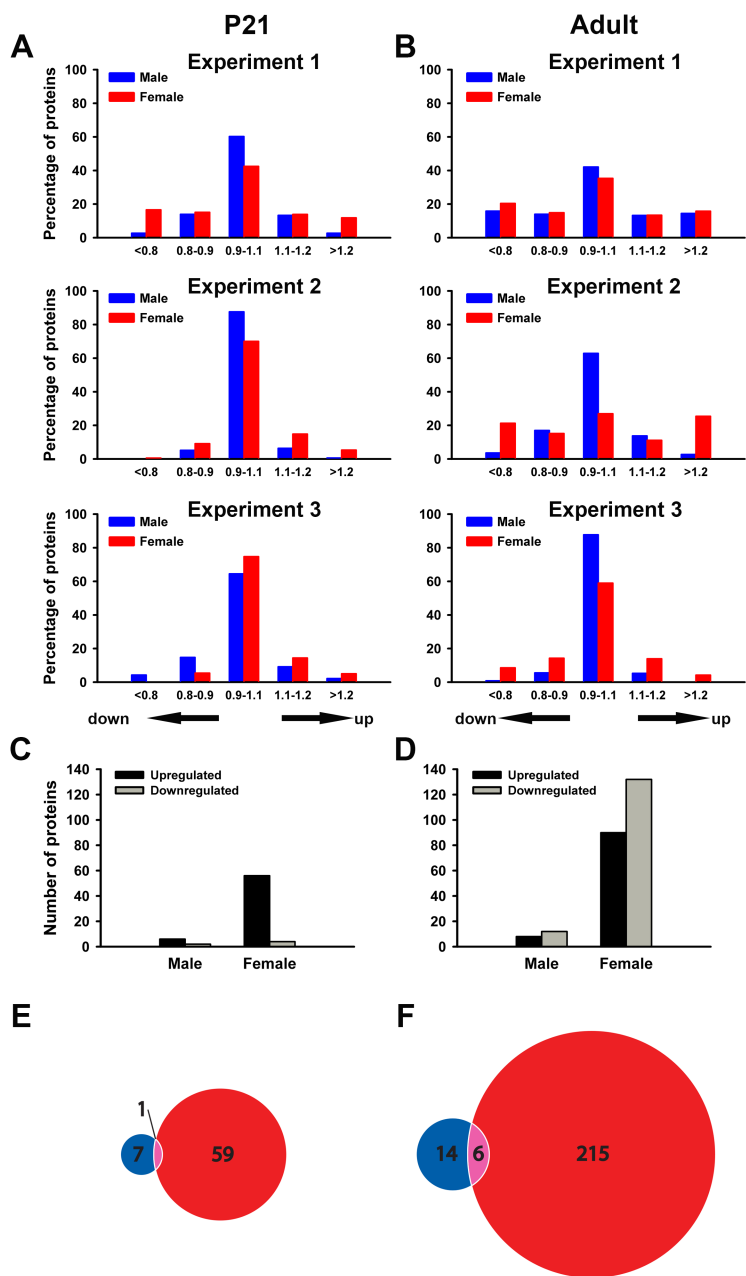 P21 Adult
A B
Experiment 1 Experiment 1
Percentage of proteins
100
80
60
40
20
0
Male
Female
<0.8 0.8-0.9 0.9-1.1 1.1-1.2 >1.2
Percentage of proteins
100
80
60
40
20
0
Male
Female
<0.8 0.8-0.9 0.9-1.1 1.1-1.2 >1.2
Experiment 2 Experiment 2
Percentage of proteins
100
80
60
40
20
0
Male
Female
<0.8 0.8-0.9 0.9-1.1 1.1-1.2 >1.2
Percentage of proteins
100
80
60
40
20
0
Male
Female
<0.8 0.8-0.9 0.9-1.1 1.1-1.2 >1.2
Experiment 3 Experiment 3
Percentage of proteins
100
80
60
40
20
0
Male
Female
<0.8 0.8-0.9 0.9-1.1 1.1-1.2 >1.2
down up
Percentage of proteins
100
80
60
40
20
0
Male
Female
<0.8 0.8-0.9 0.9-1.1 1.1-1.2 >1.2
down up
C
Number of proteins
140
120
100
80
60
40
20
0
Upregulated
Downregulated
Male Female
D
140
120
100
80
60
40
20
0
Upregulated
Downregulated
Male Female
E
1
7 59
F
14 6 215